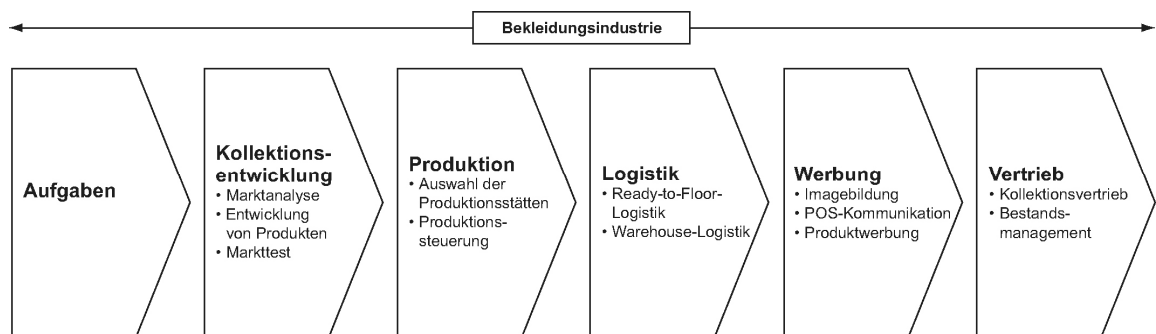 Bekleidungsindustrie
Aufgaben
Kollektions-
entwicklung
• Marktanalyse
• Entwicklung
von Produkten
• Markttest
Produktion
• Auswahl der
Produktionsstätten
• Produktions-
steuerung
Logistik
• Ready-to-Floor-
Logistik
• Warehouse-Logistik
Werbung
• Imagebildung
• POS-Kommunikation
• Produktwerbung
Vertrieb
• Kollektionsvertrieb
• Bestands-
management